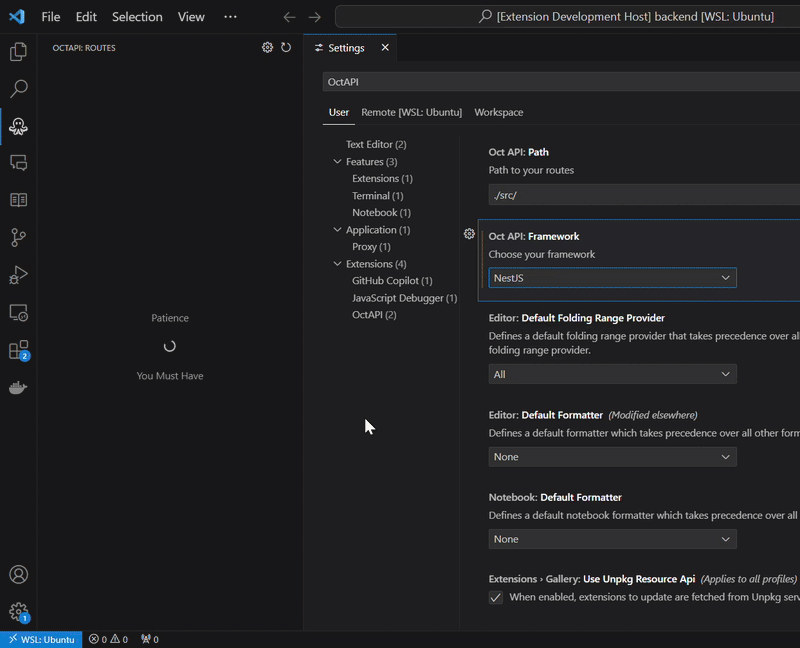 File Edit Selection View ··· [Extension Development Host] backend [WSL: Ubuntu]
OCTAPI: ROUTES
Patience
You Must Have
2
1
Settings
OctAPI
User Remote [WSL: Ubuntu] Workspace
Text Editor (2)
Features (3)
Extensions (1)
Terminal (1)
Notebook (1)
Application (1)
Proxy (1)
Extensions (4)
GitHub Copilot (1)
JavaScript Debugger (1)
OctAPI (2)
Oct API: Path
Path to your routes
./src/
Oct API: Framework
Choose your framework
NestJS
Editor: Default Folding Range Provider
Defines a default folding range provider that takes precedence over all
folding range provider.
All
Editor: Default Formatter (Modified elsewhere)
Defines a default formatter which takes precedence over all other form
None
Notebook: Default Formatter
Defines a default notebook formatter which takes precedence over all
None
Extensions › Gallery: Use Unpkg Resource Api (Applies to all profiles)
When enabled, extensions to update are fetched from Unpkg serv
WSL: Ubuntu 0 0 0